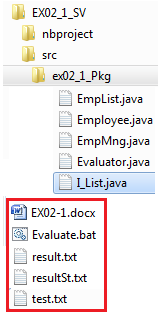 EX02_1_SV
nbproject
src
ex02_1_Pkg
EmpList.java
Employee.java
EmpMng.java
Evaluator.java
I_List.java
EX02-1.docx
Evaluate.bat
result.txt
resultSt.txt
test.txt